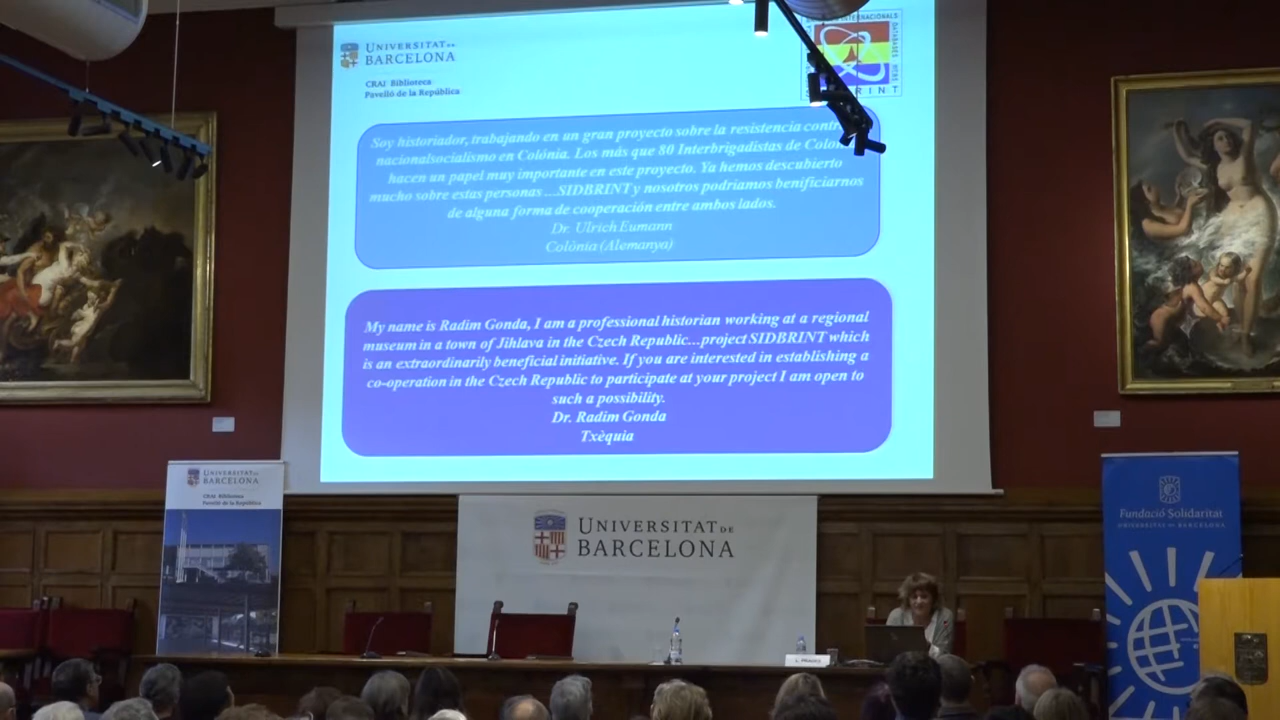 UNIVERSITAT DE
BARCELONA
CRAI Biblioteca
Pavelló de la República
INTERNACIONALS
DATABASES
RINT
Soy historiador, trabajando en un gran proyecto sobre la resistencia contr
nacionalsocialismo en Colónia. Los más que 80 Interbrigadistas de Colon
hacen un papel muy importante en este proyecto. Ya hemos descubierto
mucho sobre estas personas ...SIDBRINT y nosotros podriamos benificiarnos
de alguna forma de cooperación entre ambos lados.
Dr. Ulrich Eumann
Colònia (Alemanya)
My name is Radim Gonda, I am a professional historian working at a regional
museum in a town of Jihlava in the Czech Republic...project SIDBRINT which
is an extraordinarily beneficial initiative. If you are interested in establishing a
co-operation in the Czech Republic to participate at your project I am open to
such a possibility.
Dr. Radim Gonda
Txèquia
UNIVERSITAT DE
BARCELONA
CRAI Biblioteca
Pavelló de la República
UNIVERSITAT DE
BARCELONA
Fundació Solidaritat
UNIVERSITAT DE BARCELONA